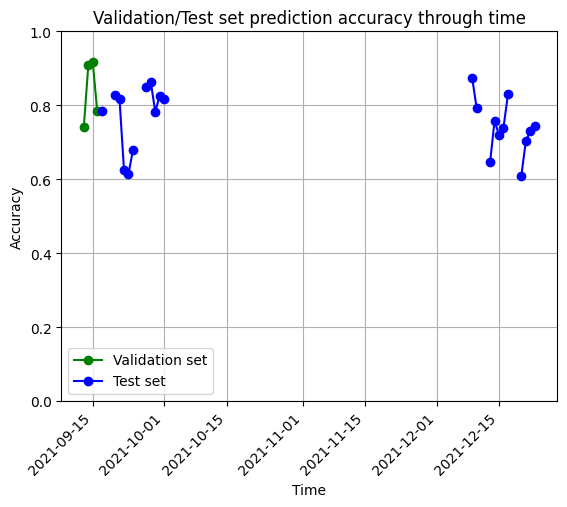 Validation/Test set prediction accuracy through time
1.0
0.8
0.6
0.4
0.2
0.0
Accuracy
Validation set
Test set
2021-09-15
2021-10-01
2021-10-15
2021-11-01
2021-11-15
2021-12-01
2021-12-15
Time